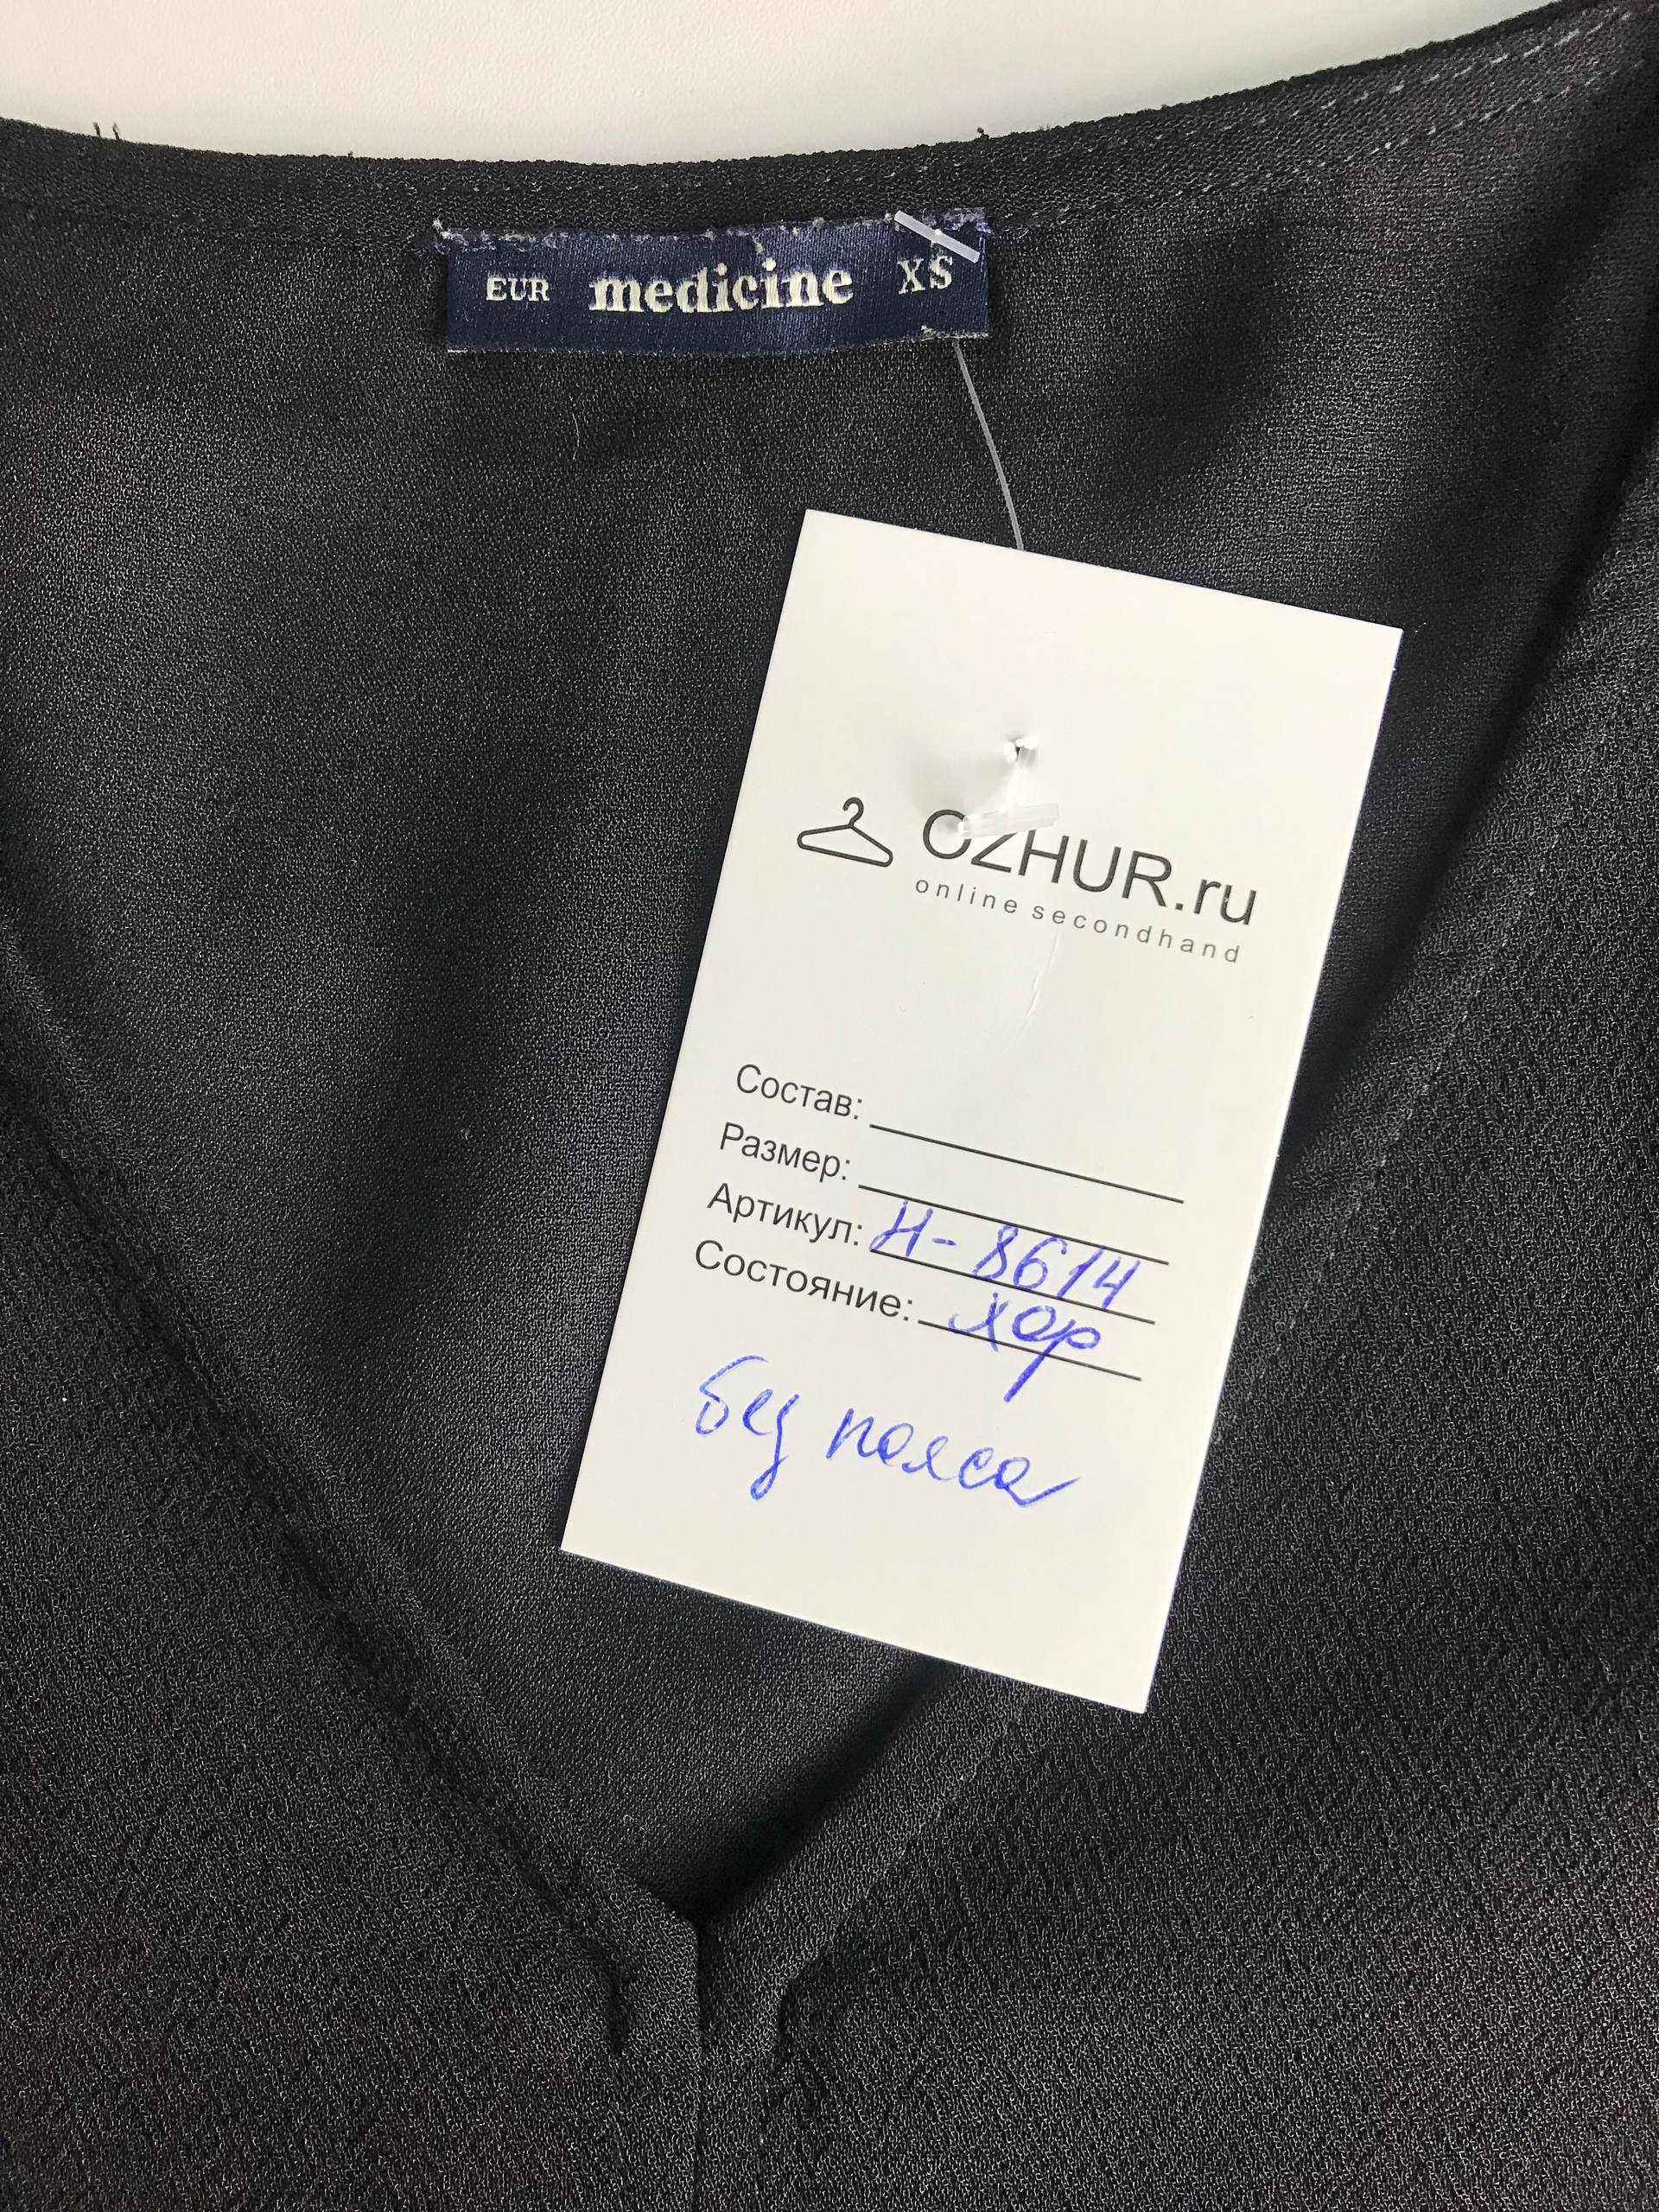 EUR medicine XS
OZHUR.ru
online secondhand
Состав:
Размер:
Артикул: Н-8614
Состояние: хор
без пояса